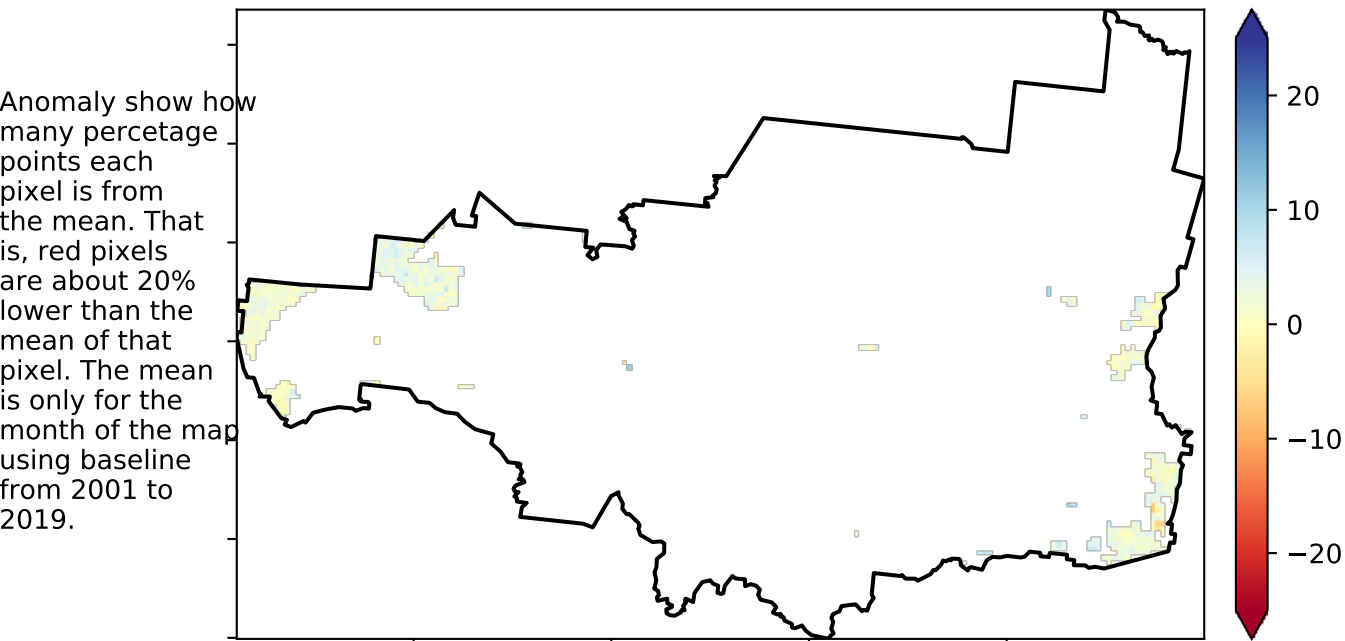 Anomaly show how
many percetage
points each
pixel is from
the mean. That
is, red pixels
are about 20%
lower than the
mean of that
pixel. The mean
is only for the
month of the map
using baseline
from 2001 to
2019.
20
10
0
−10
−20